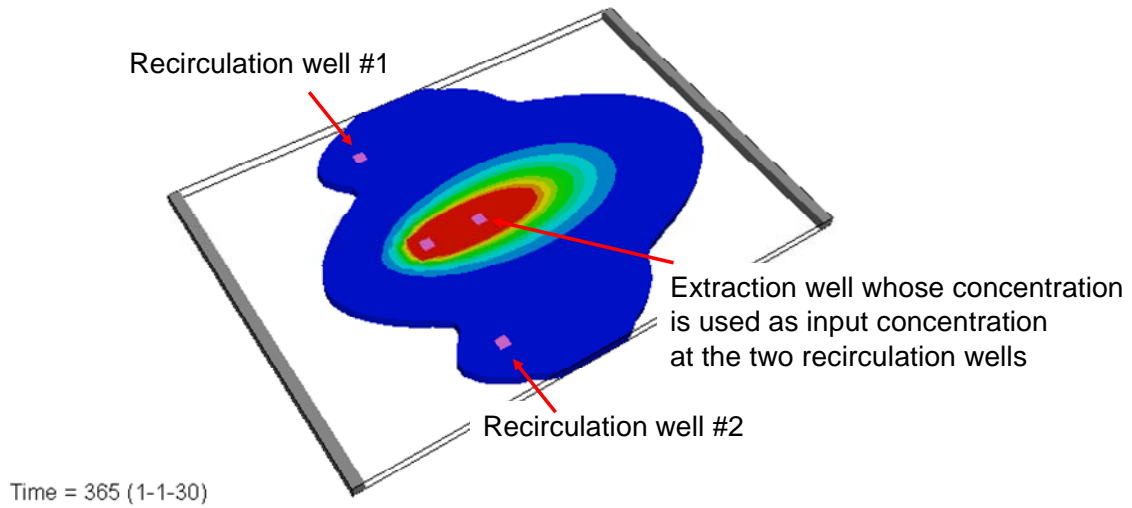 Recirculation well #1
Extraction well whose concentration
is used as input concentration
at the two recirculation wells
Recirculation well #2
Time = 365 (1-1-30)